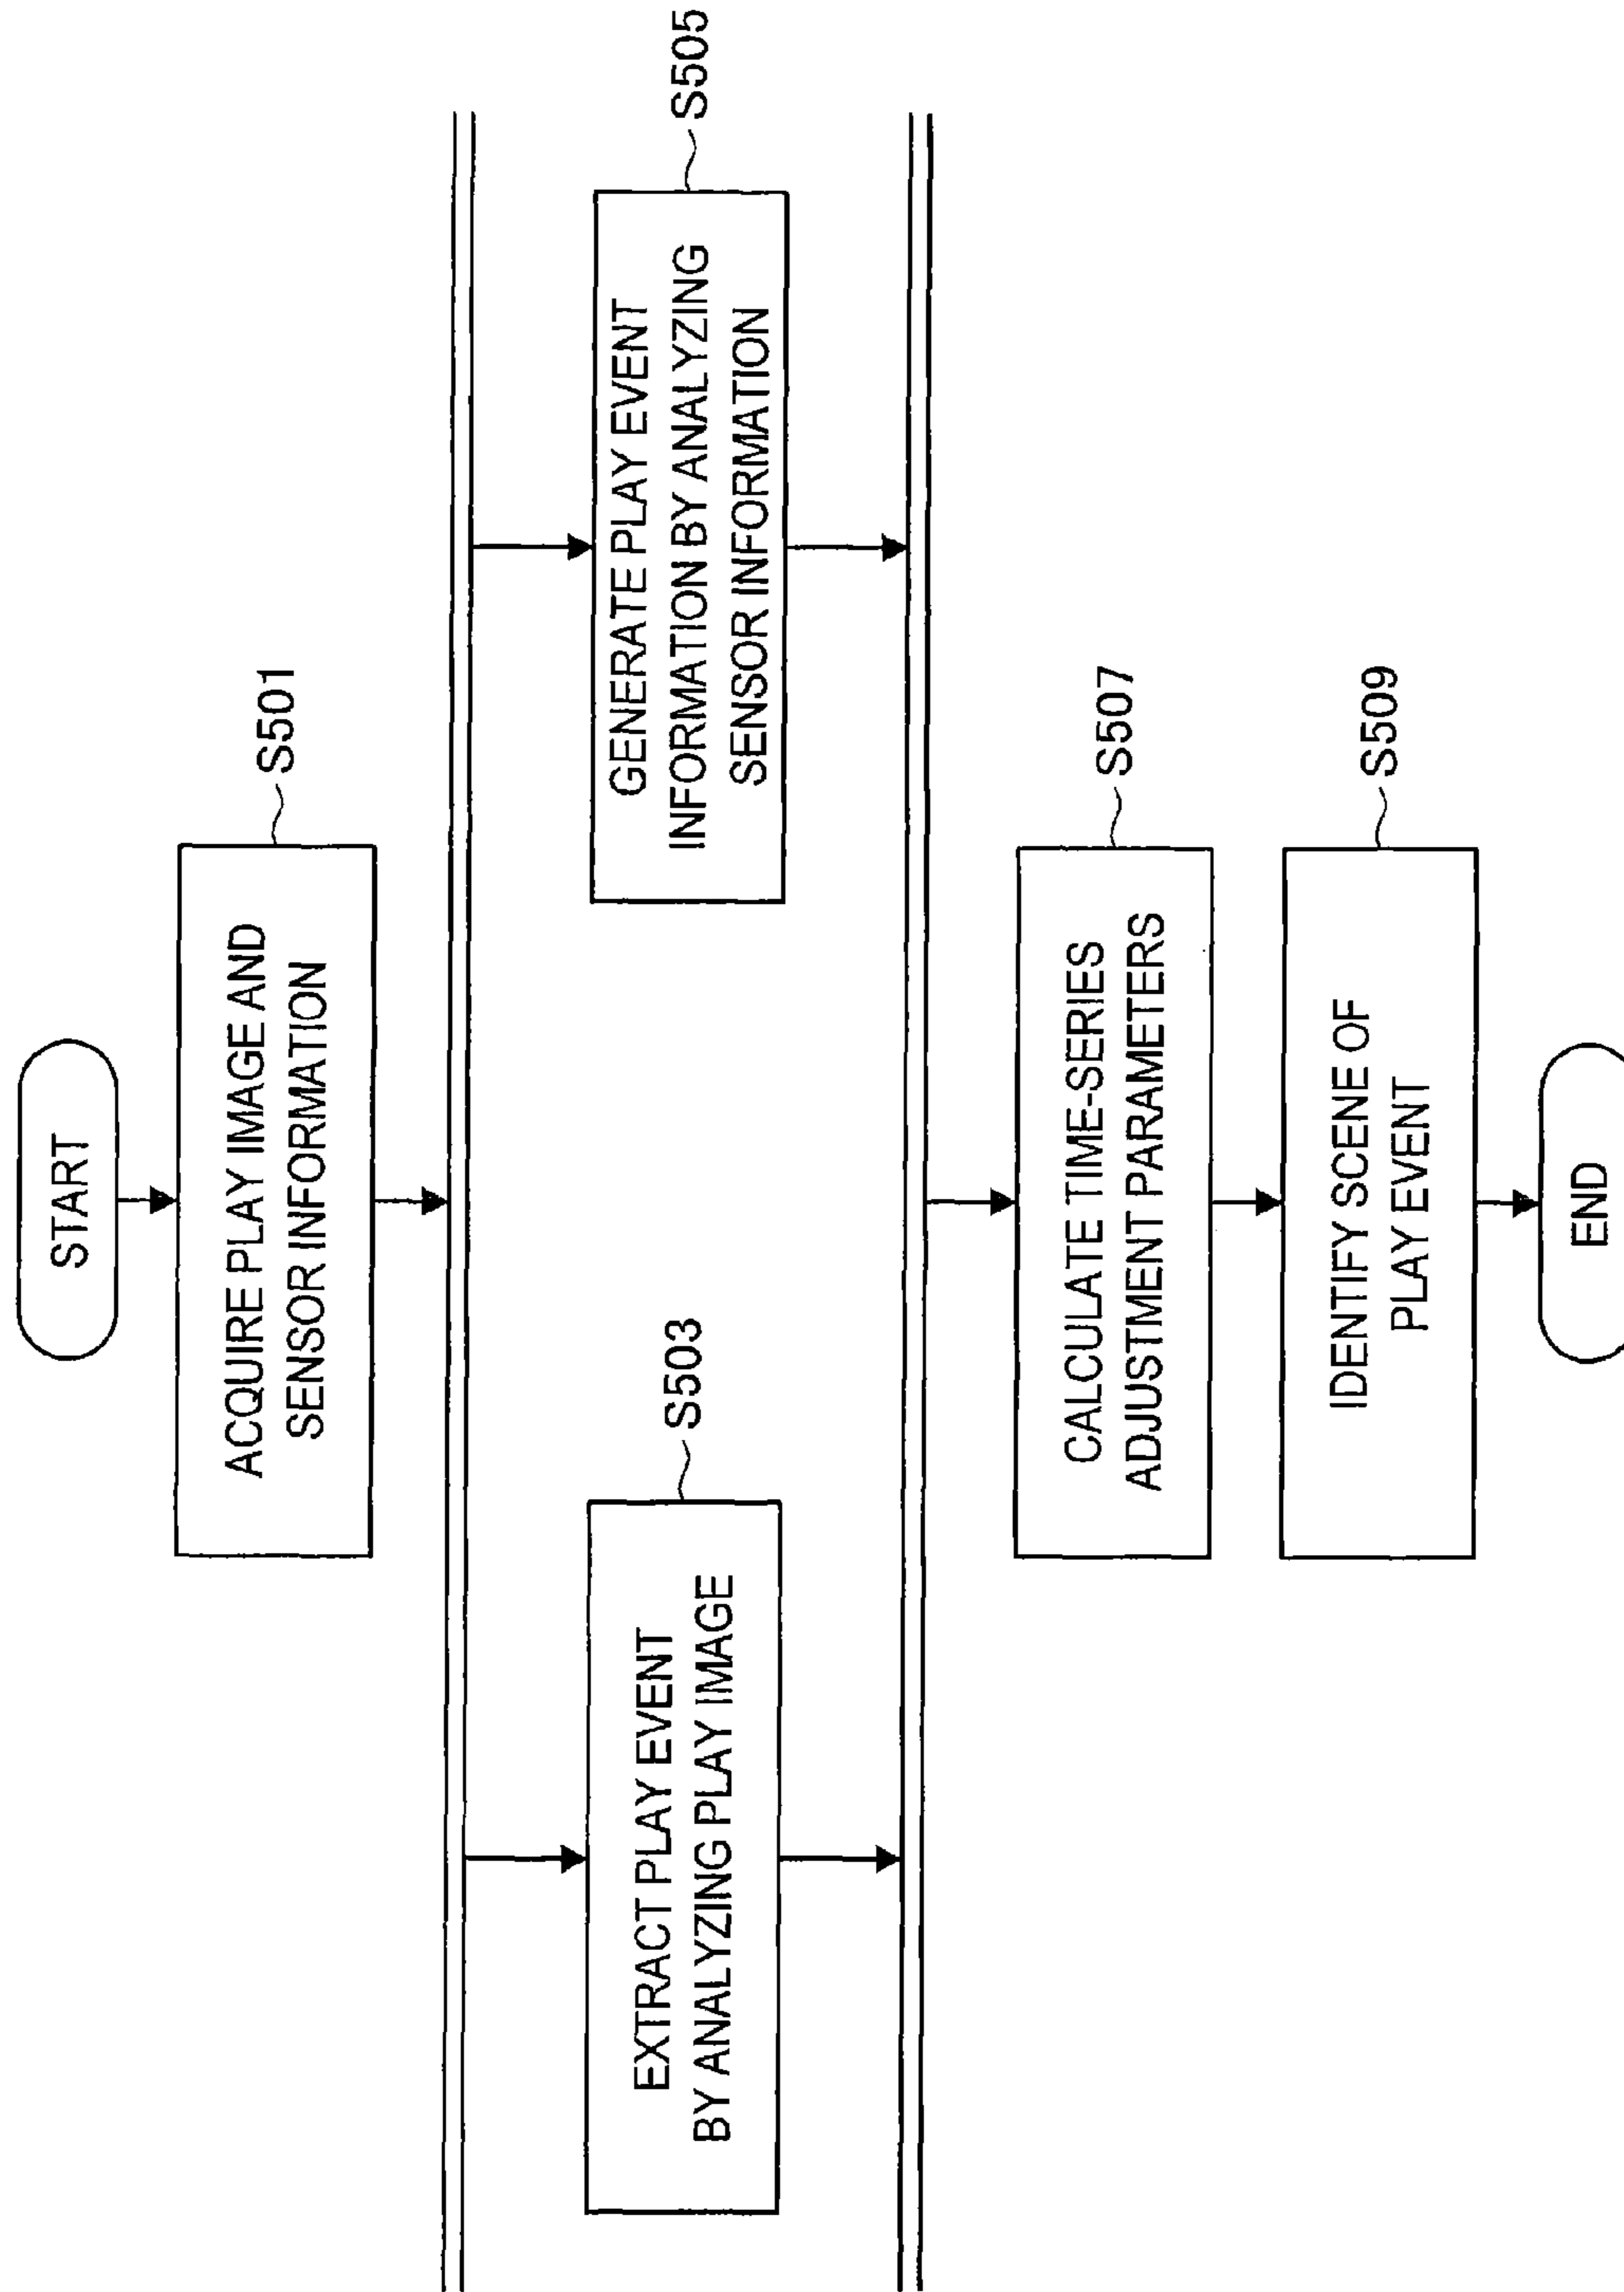 START
ACQUIRE PLAY IMAGE AND
SENSOR INFORMATION
S501
EXTRACT PLAY EVENT
BY ANALYZING PLAY IMAGE
S503
GENERATE PLAY EVENT
INFORMATION BY ANALYZING
SENSOR INFORMATION
S505
CALCULATE TIME-SERIES
ADJUSTMENT PARAMETERS
S507
IDENTIFY SCENE OF
PLAY EVENT
S509
END